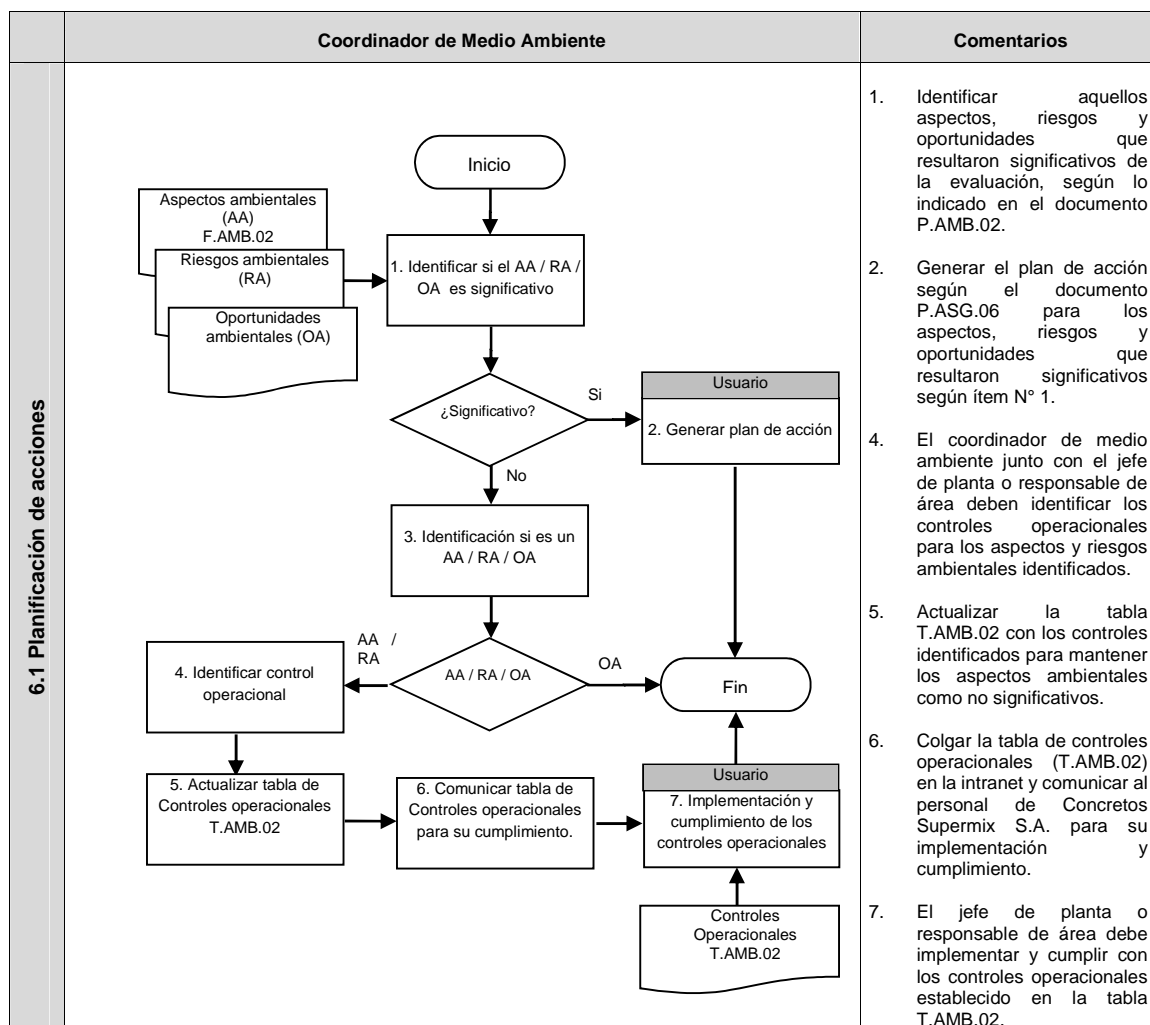 Coordinador de Medio Ambiente
Comentarios
6.1 Planificación de acciones
Inicio
Aspectos ambientales
(AA)
F.AMB.02
Riesgos ambientales
(RA)
Oportunidades
ambientales (OA)
1. Identificar si el AA / RA /
OA es significativo
¿Significativo?
Si
No
Usuario
2. Generar plan de acción
3. Identificación si es un
AA / RA / OA
AA / RA / OA
AA /
RA
OA
Fin
4. Identificar control
operacional
5. Actualizar tabla de
Controles operacionales
T.AMB.02
6. Comunicar tabla de
Controles operacionales
para su cumplimiento.
Usuario
7. Implementación y
cumplimiento de los
controles operacionales
Controles
Operacionales
T.AMB.02
1. Identificar aquellos
aspectos, riesgos y
oportunidades que
resultaron significativos de
la evaluación, según lo
indicado en el documento
P.AMB.02.
2. Generar el plan de acción
según el documento
P.ASG.06 para los
aspectos, riesgos y
oportunidades que
resultaron significativos
según ítem N° 1.
4. El coordinador de medio
ambiente junto con el jefe
de planta o responsable de
área deben identificar los
controles operacionales
para los aspectos y riesgos
ambientales identificados.
5. Actualizar la tabla
T.AMB.02 con los controles
identificados para mantener
los aspectos ambientales
como no significativos.
6. Colgar la tabla de controles
operacionales (T.AMB.02)
en la intranet y comunicar al
personal de Concretos
Supermix S.A. para su
implementación y
cumplimiento.
7. El jefe de planta o
responsable de área debe
implementar y cumplir con
los controles operacionales
establecido en la tabla
T.AMB.02.